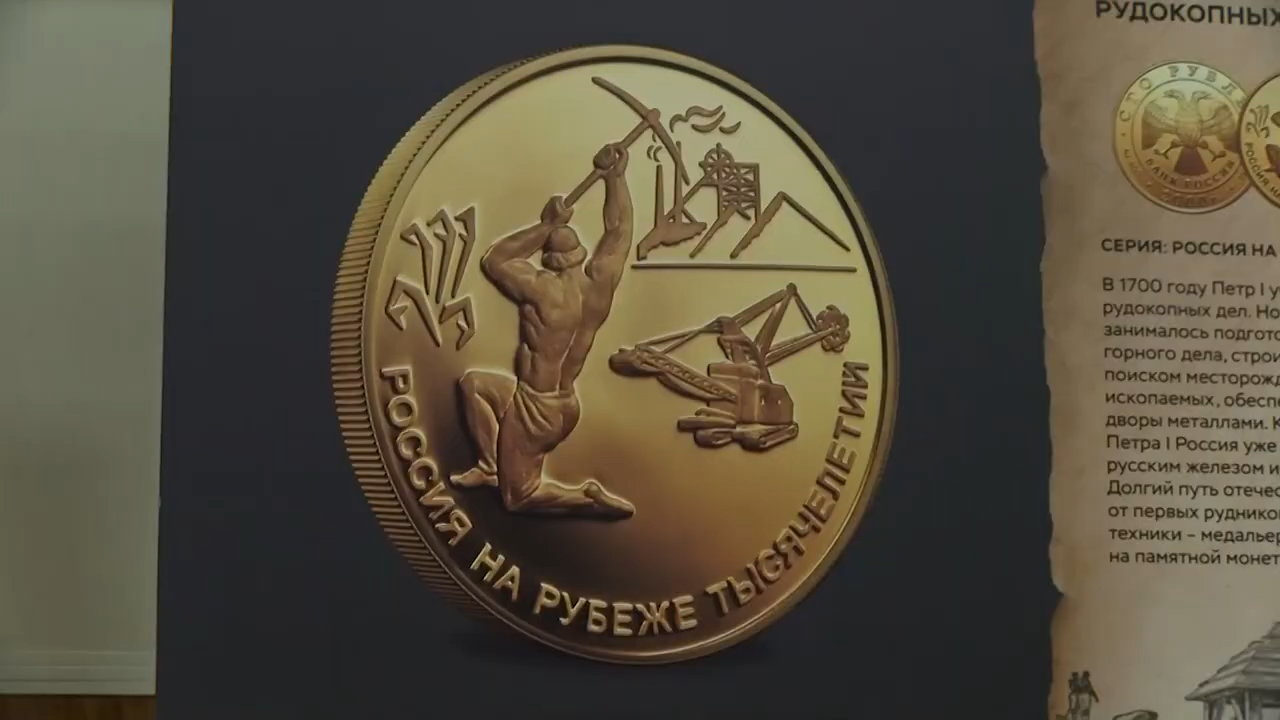 РОССИЯ НА РУБЕЖЕ ТЫСЯЧЕЛЕТИЙ
РУДОКОПНЫХ
СТО РУБЛЕ
БАНК РОССИИ
СЕРИЯ: РОССИЯ НА
В 1700 году Петр I у
рудокопных дел. Но
занималось подгото
горного дела, строи
поиском месторожд
ископаемых, обеспе
дворы металлами. К
Петра I Россия уже
русским железом и
Долгий путь отечес
от первых руднико
техники – медальер
на памятной монет